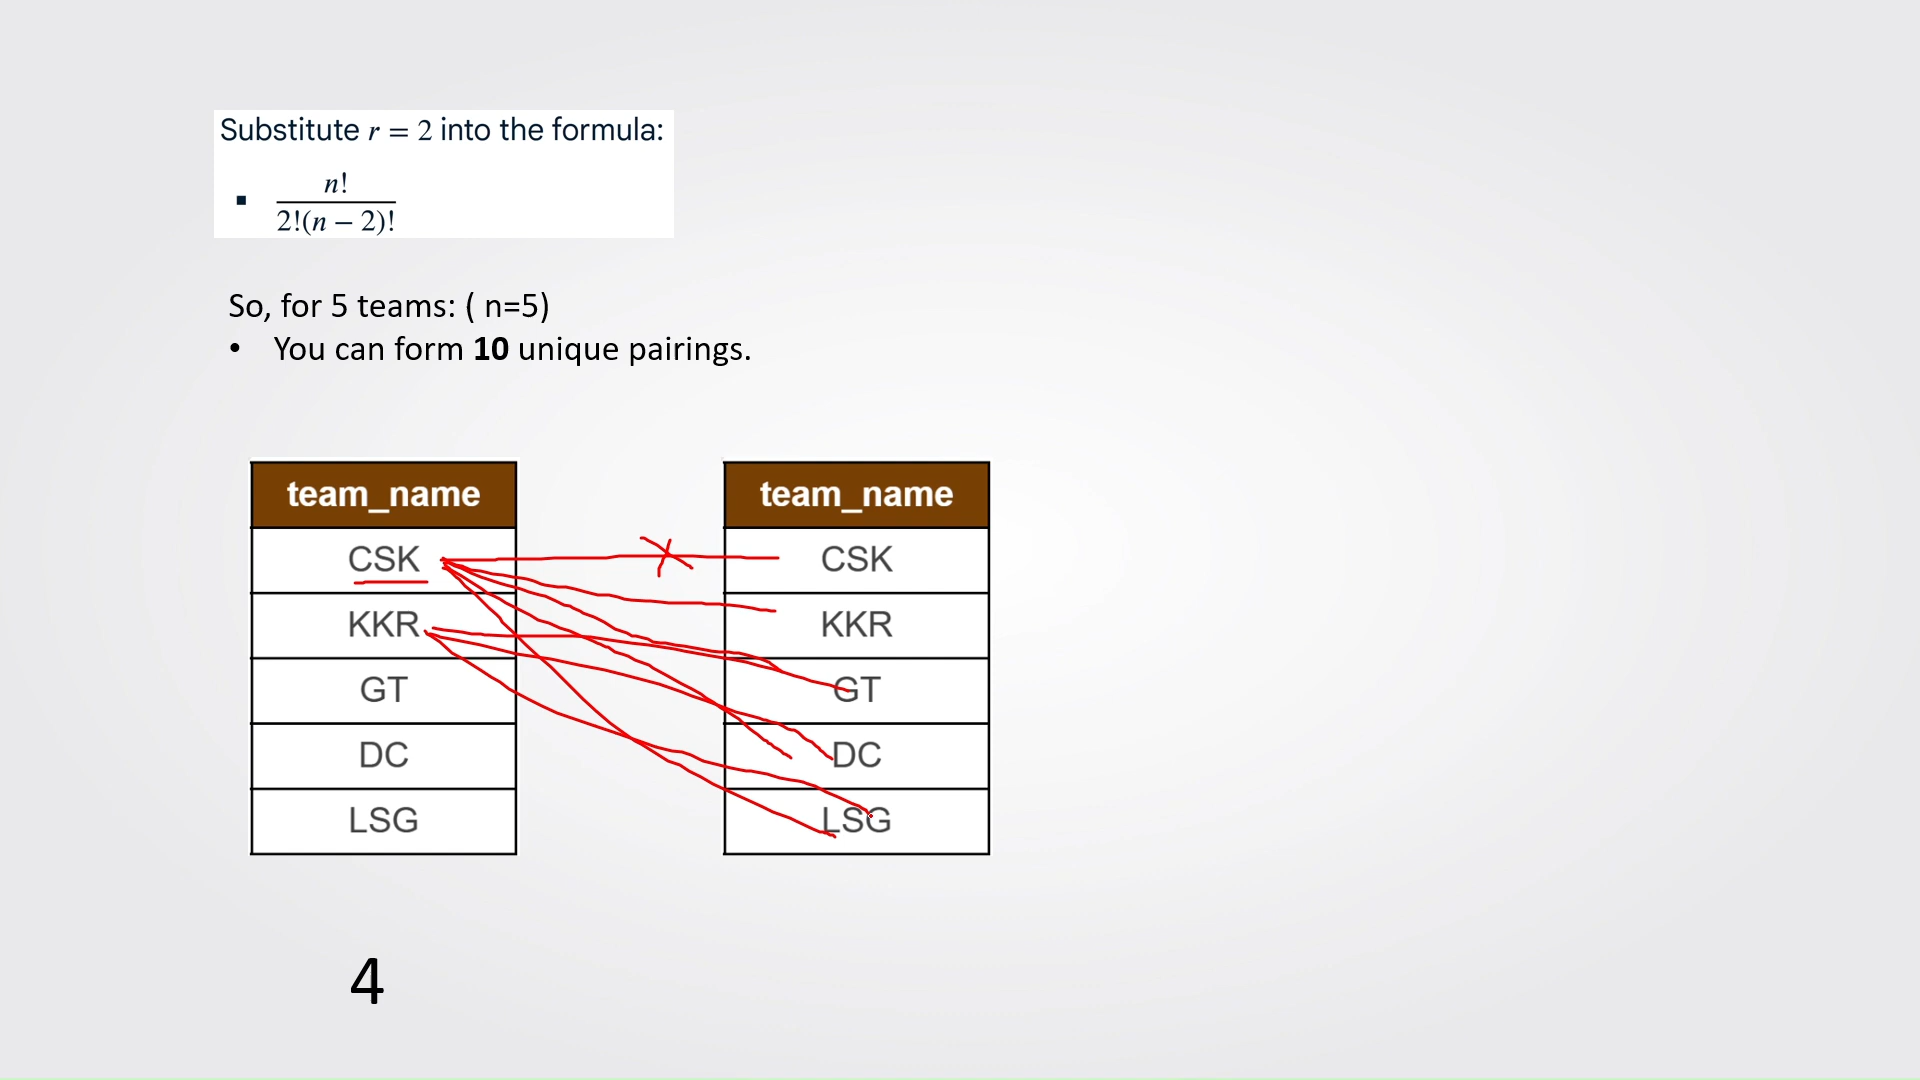 Substitute r = 2 into the formula:
▪ n!
2!(n − 2)!
So, for 5 teams: ( n=5)
• You can form 10 unique pairings.
team_name team_name
CSK CSK
KKR KKR
GT GT
DC DC
LSG LSG
4